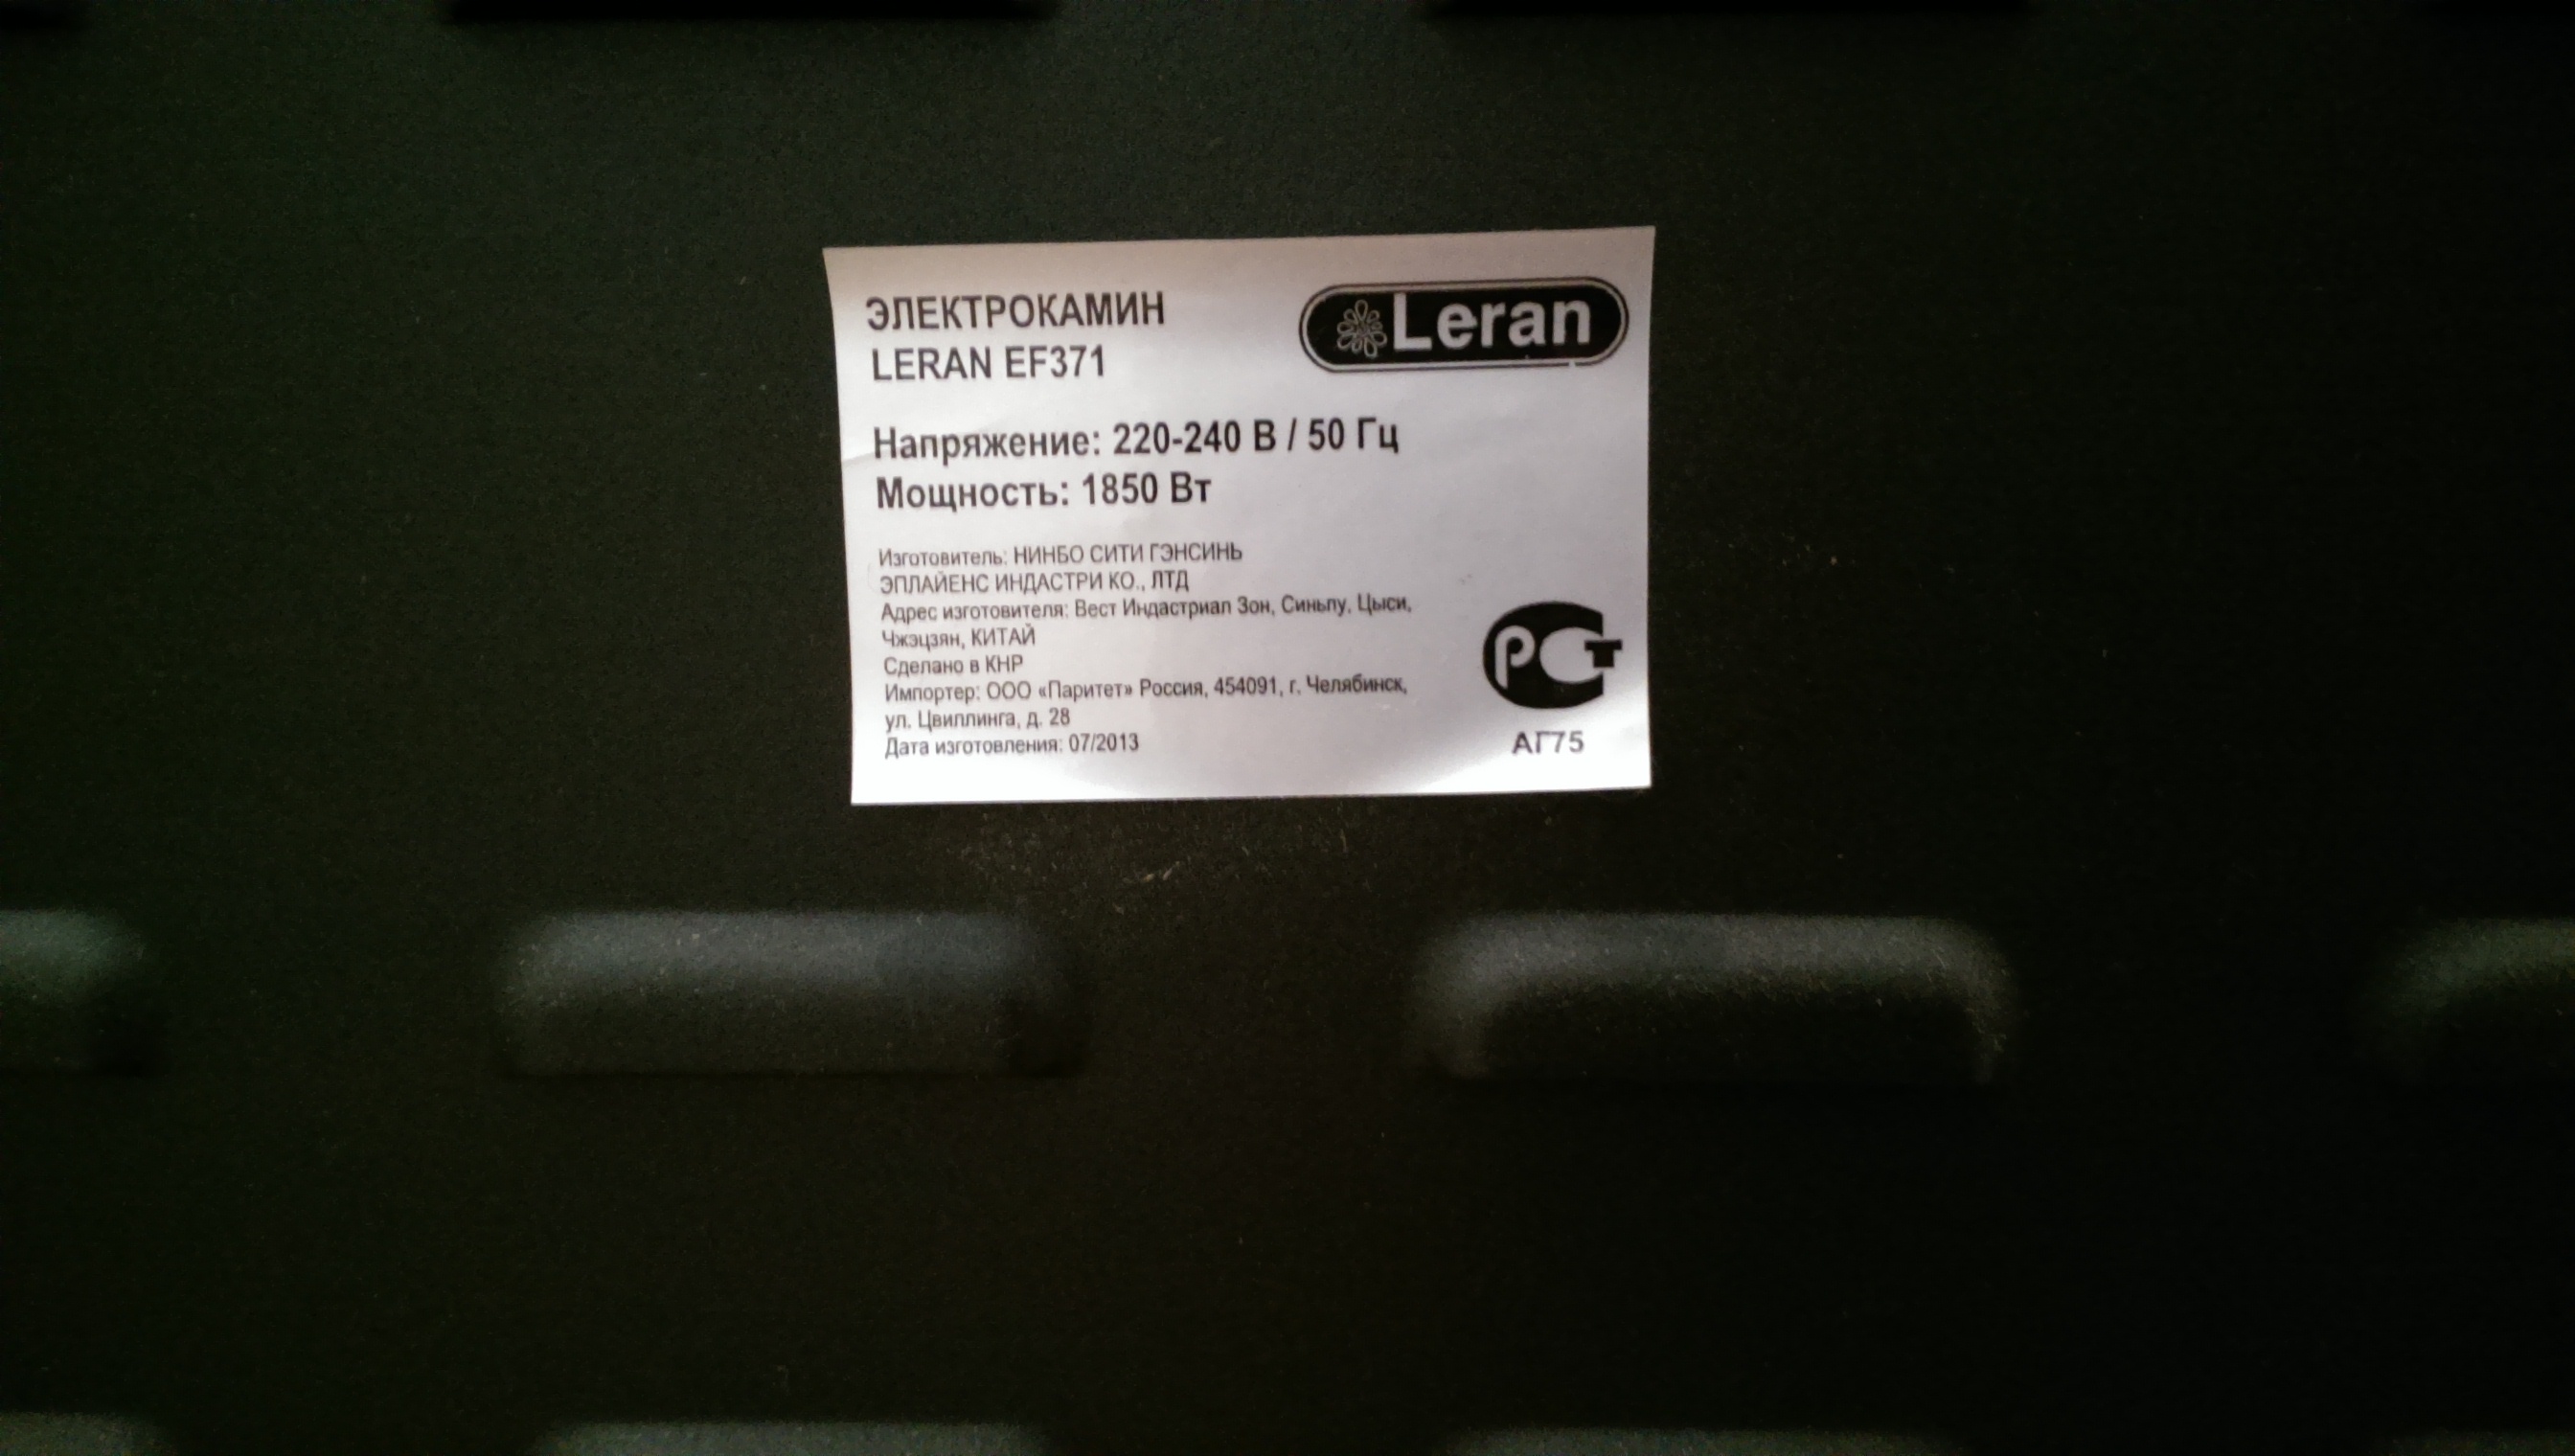 ЭЛЕКТРОКАМИН
LERAN EF371
Leran
Напряжение: 220-240 В / 50 Гц
Мощность: 1850 Вт
Изготовитель: НИНБО СИТИ ГЭНСИНЬ
ЭПЛАЙЕНС ИНДАСТРИ КО., ЛТД
Адрес изготовителя: Вест Индастриал Зон, Синьпу, Цыси,
Чжэцзян, КИТАЙ
Сделано в КНР
Импортер: ООО «Паритет» Россия, 454091, г. Челябинск,
ул. Цвиллинга, д. 28
Дата изготовления: 07/2013
РСТ
АГ75